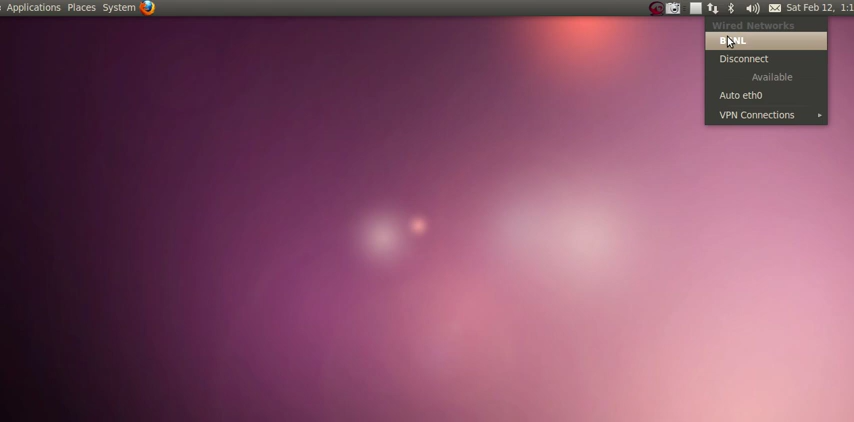 Applications Places System
Sat Feb 12, 1:1
Wired Networks
Disconnect
Available
Auto eth0
VPN Connections